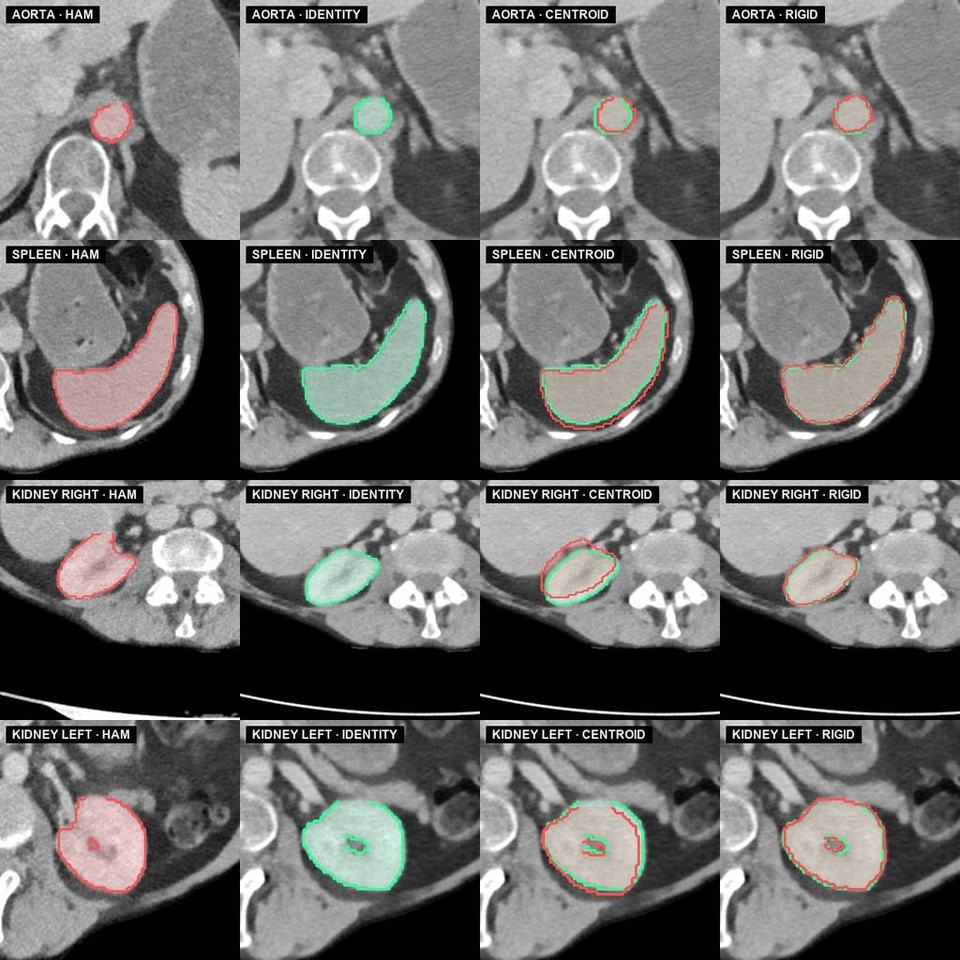 AORTA · HAM
AORTA · IDENTITY
AORTA · CENTROID
AORTA · RIGID
SPLEEN · HAM
SPLEEN · IDENTITY
SPLEEN · CENTROID
SPLEEN · RIGID
KIDNEY RIGHT · HAM
KIDNEY RIGHT · IDENTITY
KIDNEY RIGHT · CENTROID
KIDNEY RIGHT · RIGID
KIDNEY LEFT · HAM
KIDNEY LEFT · IDENTITY
KIDNEY LEFT · CENTROID
KIDNEY LEFT · RIGID